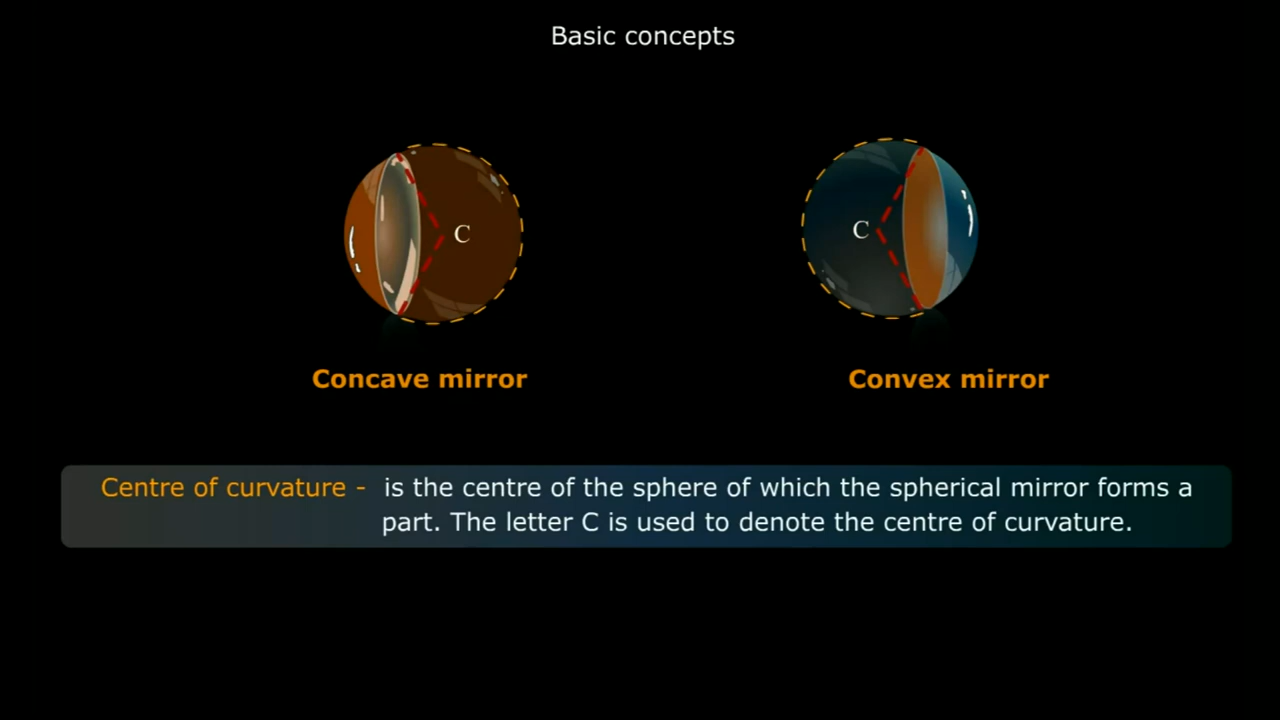 Basic concepts
C
C
Concave mirror
Convex mirror
Centre of curvature - is the centre of the sphere of which the spherical mirror forms a
part. The letter C is used to denote the centre of curvature.